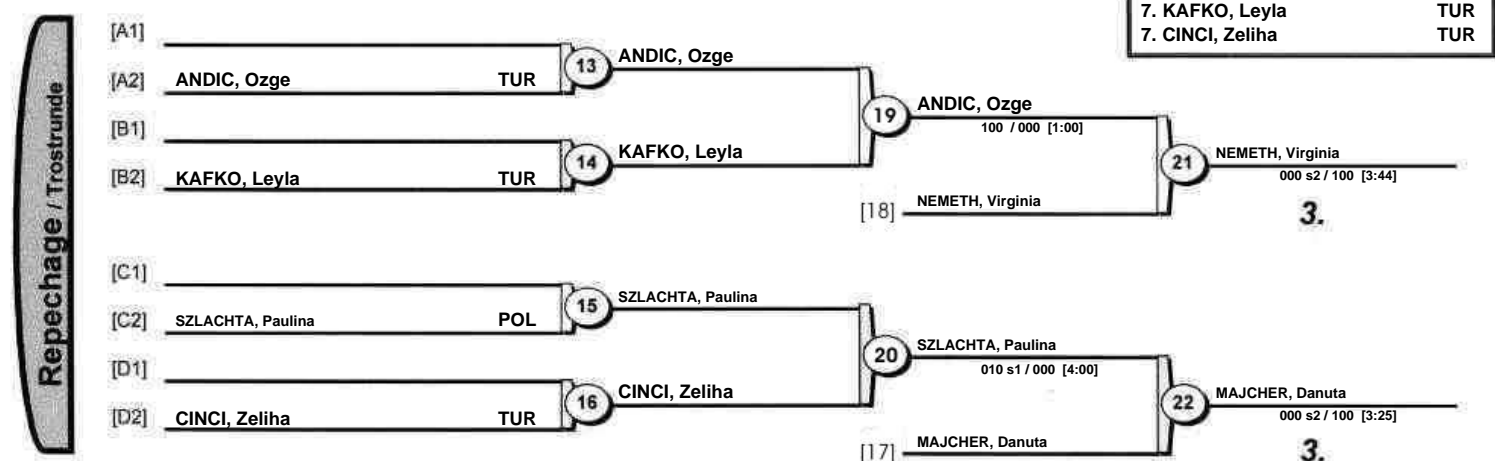 7. KAFKO, Leyla TUR
7. CINCI, Zeliha TUR
Repechage / Trostrunde
[A1]
[A2] ANDIC, Ozge TUR
13 ANDIC, Ozge
[B1]
[B2] KAFKO, Leyla TUR
14 KAFKO, Leyla
19 ANDIC, Ozge
100 / 000 [1:00]
[18] NEMETH, Virginia
21 NEMETH, Virginia
000 s2 / 100 [3:44]
3.
[C1]
[C2] SZLACHTA, Paulina POL
15 SZLACHTA, Paulina
[D1]
[D2] CINCI, Zeliha TUR
16 CINCI, Zeliha
20 SZLACHTA, Paulina
010 s1 / 000 [4:00]
[17] MAJCHER, Danuta
22 MAJCHER, Danuta
000 s2 / 100 [3:25]
3.